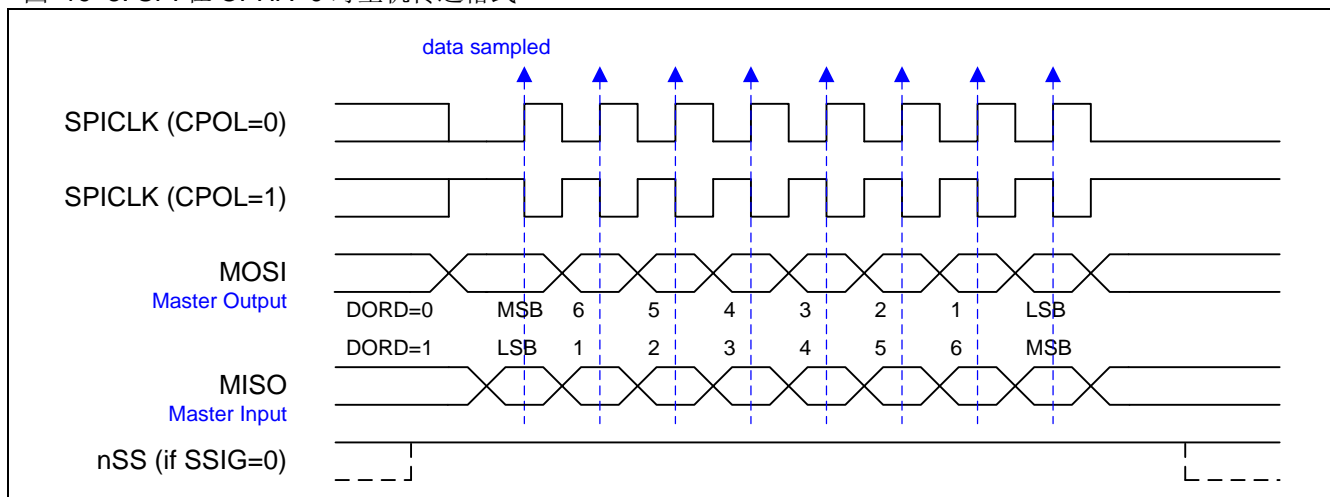 data sampled
SPICLK (CPOL=0)
SPICLK (CPOL=1)
MOSI
Master Output
DORD=0 MSB 6 5 4 3 2 1 LSB
DORD=1 LSB 1 2 3 4 5 6 MSB
MISO
Master Input
nSS (if SSIG=0)